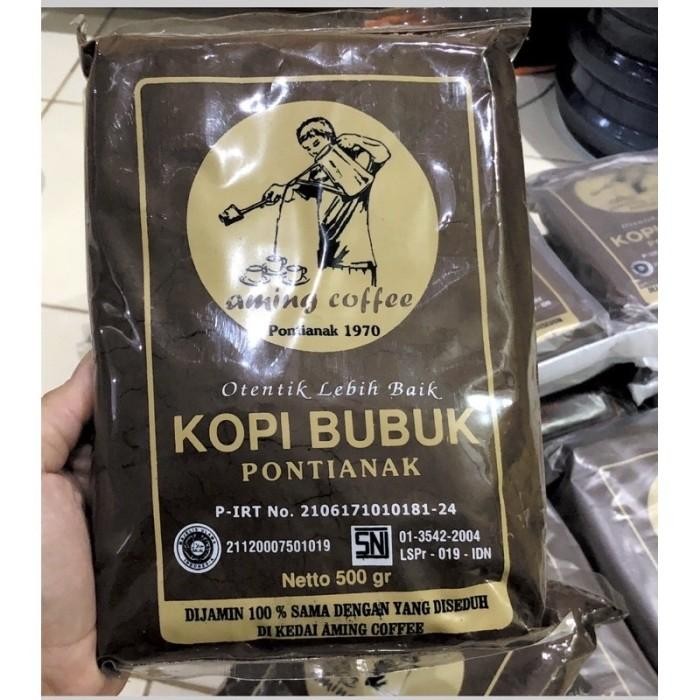 aming coffee
Pontianak 1970
Otentik Lebih Baik
KOPI BUBUK
PONTIANAK
P-IRT No. 2106171010181-24
21120007501019
SNI
01-3542-2004
LSPr - 019 - IDN
Netto 500 gr
DIJAMIN 100 % SAMA DENGAN YANG DISEDUH
DI KEDAI AMING COFFEE
KOPI